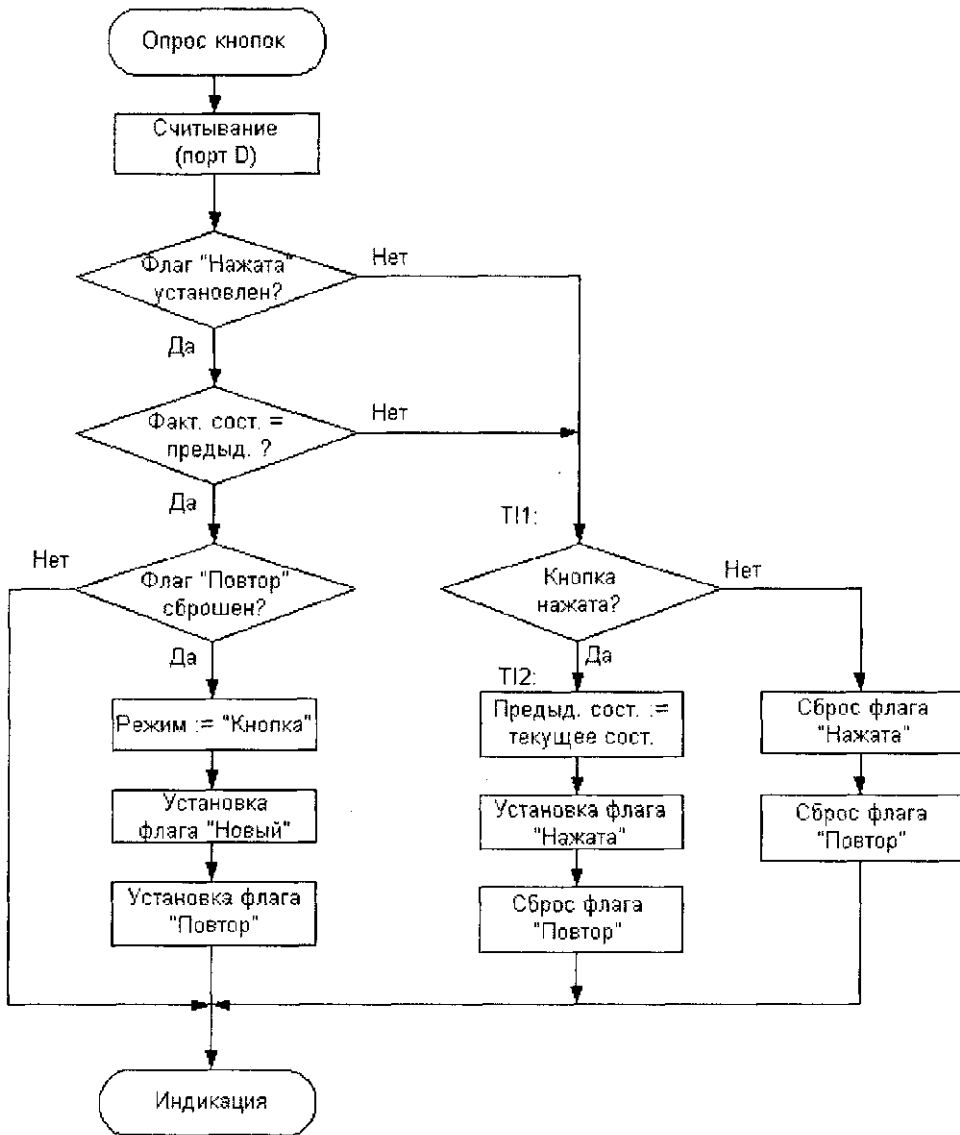 Опрос кнопок
Считывание
(порт D)
Флаг "Нажата"
установлен?
Нет
Да
Факт. сост. =
предыд. ?
Нет
Да
Нет
Флаг "Повтор"
сброшен?
Да
Режим := "Кнопка"
Установка
флага "Новый"
Установка флага
"Повтор"
TI1:
Кнопка
нажата?
Нет
Да
TI2:
Предыд. сост. :=
текущее сост.
Установка флага
"Нажата"
Сброс флага
"Повтор"
Сброс флага
"Нажата"
Сброс флага
"Повтор"
Индикация